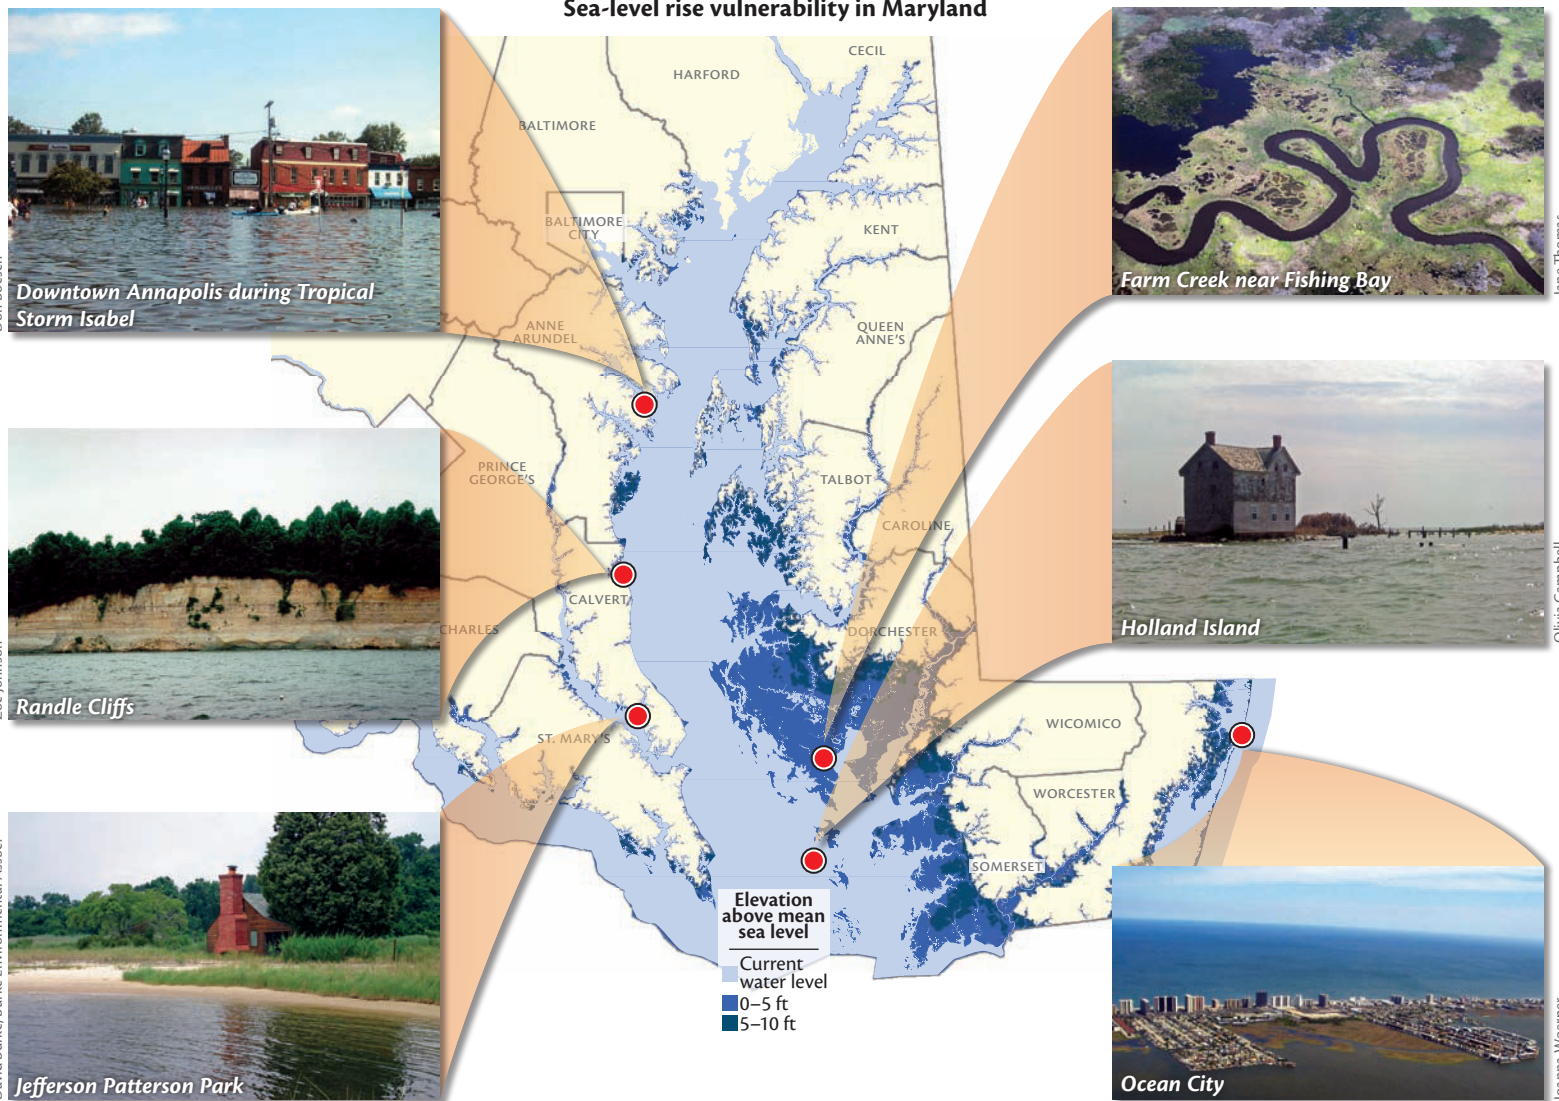 Sea-level rise vulnerability in Maryland
Downtown Annapolis during Tropical
Storm Isabel
Randle Cliffs
Jefferson Patterson Park
CECIL
HARFORD
BALTIMORE
BALTIMORE
CITY
KENT
ANNE
ARUNDEL
QUEEN
ANNE'S
PRINCE
GEORGE'S
TALBOT
CAROLINE
CALVERT
CHARLES
DORCHESTER
ST. MARY'S
WICOMICO
WORCESTER
SOMERSET
Elevation
above mean
sea level
Current
water level
0–5 ft
5–10 ft
Farm Creek near Fishing Bay
Holland Island
Ocean City